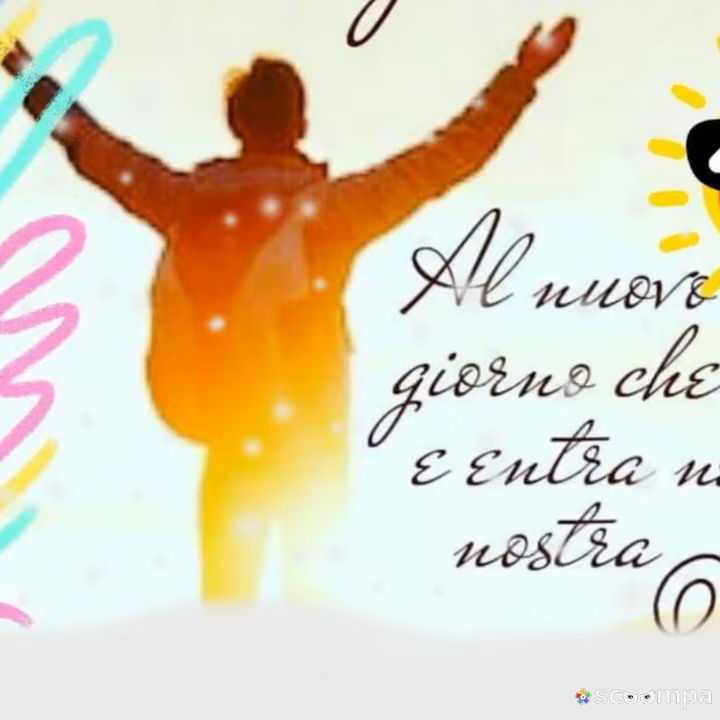 Al nuovo
giorno che
e entra
nostra
scoompa